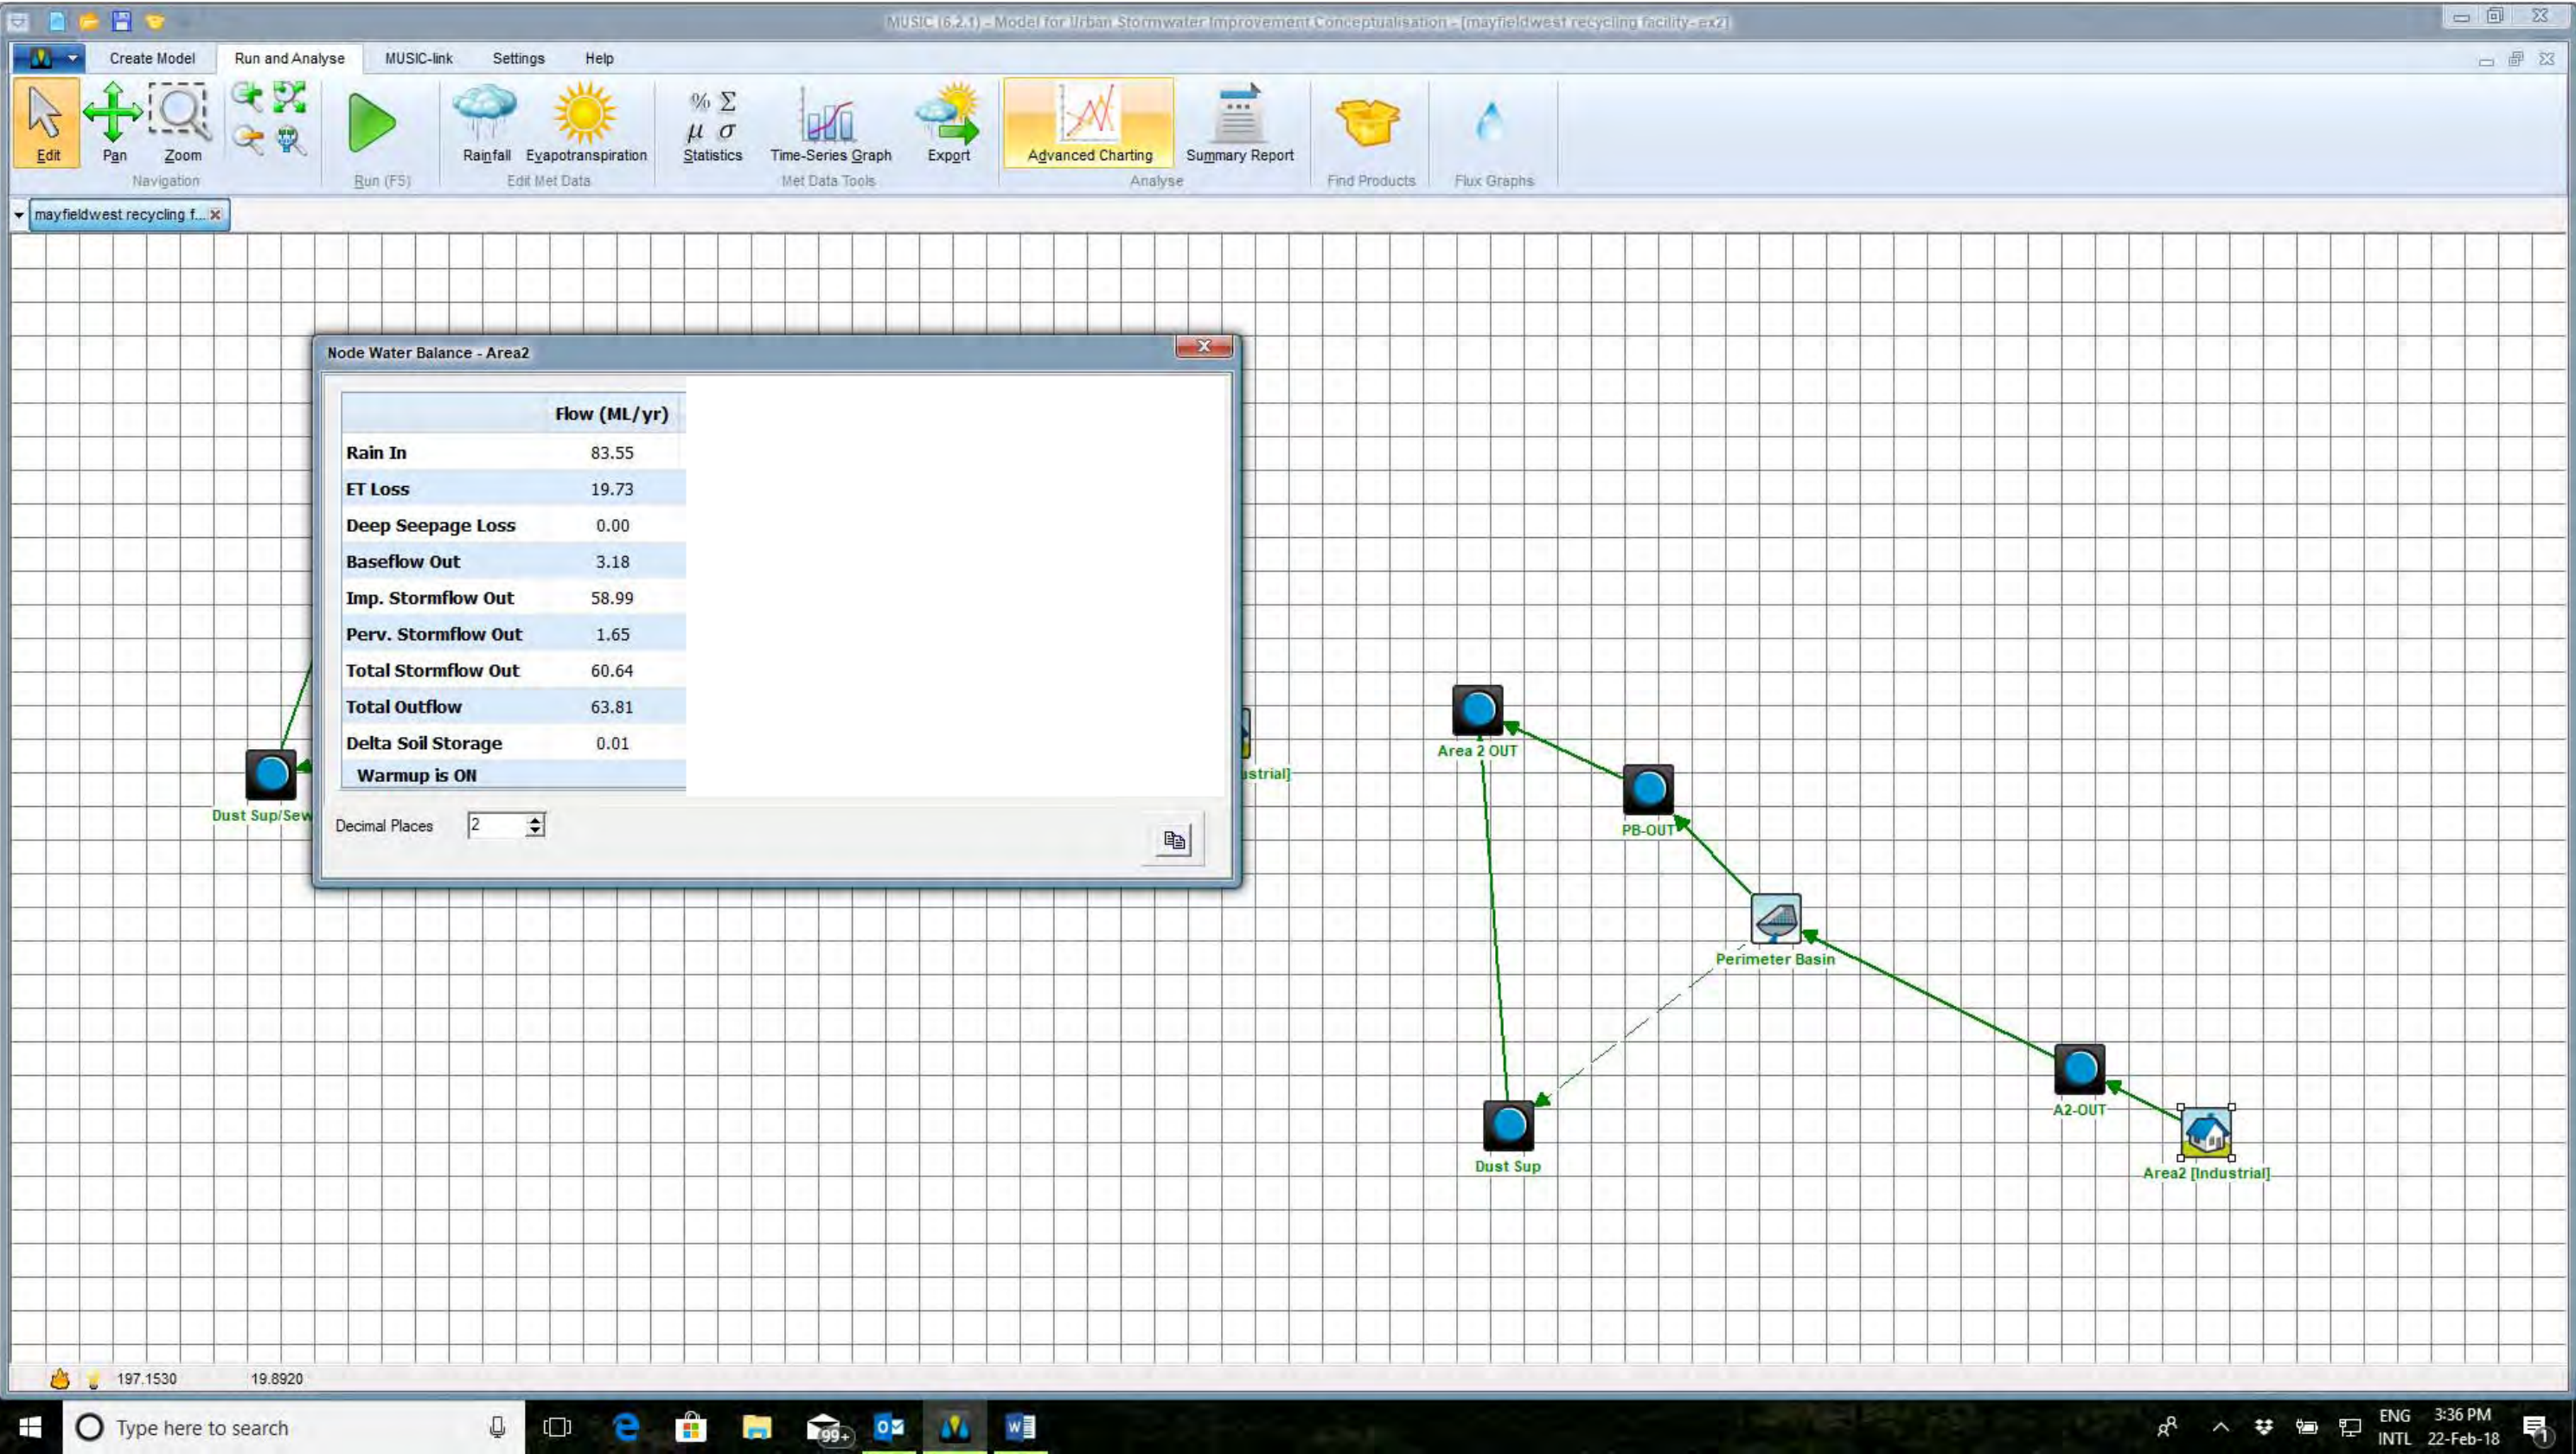 MUSIC (6.2.1) - Model for Urban Stormwater Improvement Conceptualisation - [mayfieldwest recycling facility-ex2]
Create Model Run and Analyse MUSIC-link Settings Help
Edit Pan Zoom
Rainfall Evapotranspiration
% Σ
μ σ
Statistics Time-Series Graph Export Advanced Charting Summary Report
Navigation Run (F5) Edit Met Data Met Data Tools Analyse Find Products Flux Graphs
mayfieldwest recycling f...
Node Water Balance - Area2
Flow (ML/yr)
Rain In 83.55
ET Loss 19.73
Deep Seepage Loss 0.00
Baseflow Out 3.18
Imp. Stormflow Out 58.99
Perv. Stormflow Out 1.65
Total Stormflow Out 60.64
Total Outflow 63.81
Delta Soil Storage 0.01
Warmup is ON
Decimal Places 2
Dust Sup/Sew
ustrial]
Area 2 OUT
PB-OUT
Perimeter Basin
A2-OUT
Dust Sup
Area2 [Industrial]
197.1530 19.8920
Type here to search
99+
ENG 3:36 PM
INTL 22-Feb-18
1